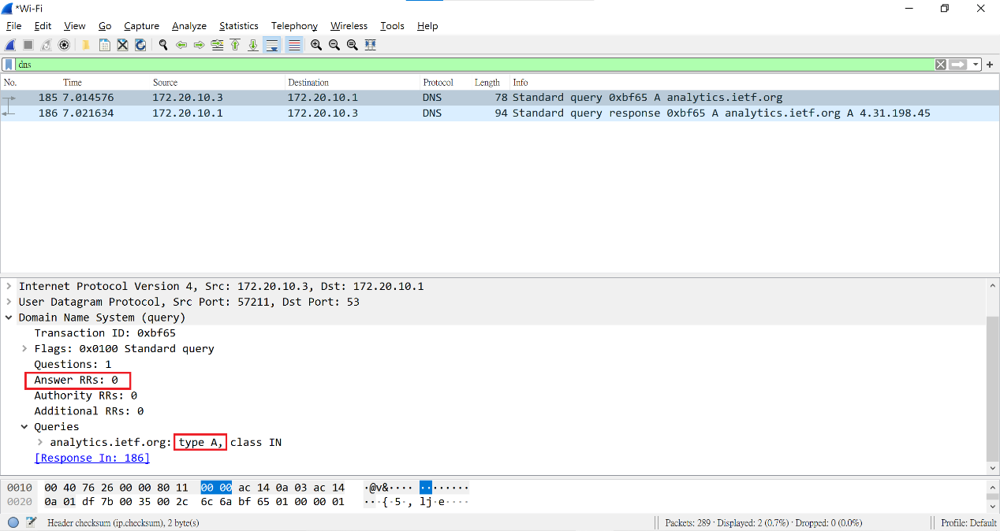 *Wi-Fi
File Edit View Go Capture Analyze Statistics Telephony Wireless Tools Help
dns
No. Time Source Destination Protocol Length Info
185 7.014576 172.20.10.3 172.20.10.1 DNS 78 Standard query 0xbf65 A analytics.ietf.org
186 7.021634 172.20.10.1 172.20.10.3 DNS 94 Standard query response 0xbf65 A analytics.ietf.org A 4.31.198.45
Internet Protocol Version 4, Src: 172.20.10.3, Dst: 172.20.10.1
User Datagram Protocol, Src Port: 57211, Dst Port: 53
Domain Name System (query)
Transaction ID: 0xbf65
Flags: 0x0100 Standard query
Questions: 1
Answer RRs: 0
Authority RRs: 0
Additional RRs: 0
Queries
analytics.ietf.org: type A, class IN
[Response In: 186]
0010 00 40 76 26 00 00 80 11 00 00 ac 14 0a 03 ac 14 ·@v&···· ········
0020 0a 01 df 7b 00 35 00 2c 6c 6a bf 65 01 00 00 01 ···{·5·, lj·e····
Header checksum (ip.checksum), 2 byte(s) Packets: 289 · Displayed: 2 (0.7%) · Dropped: 0 (0.0%) Profile: Default